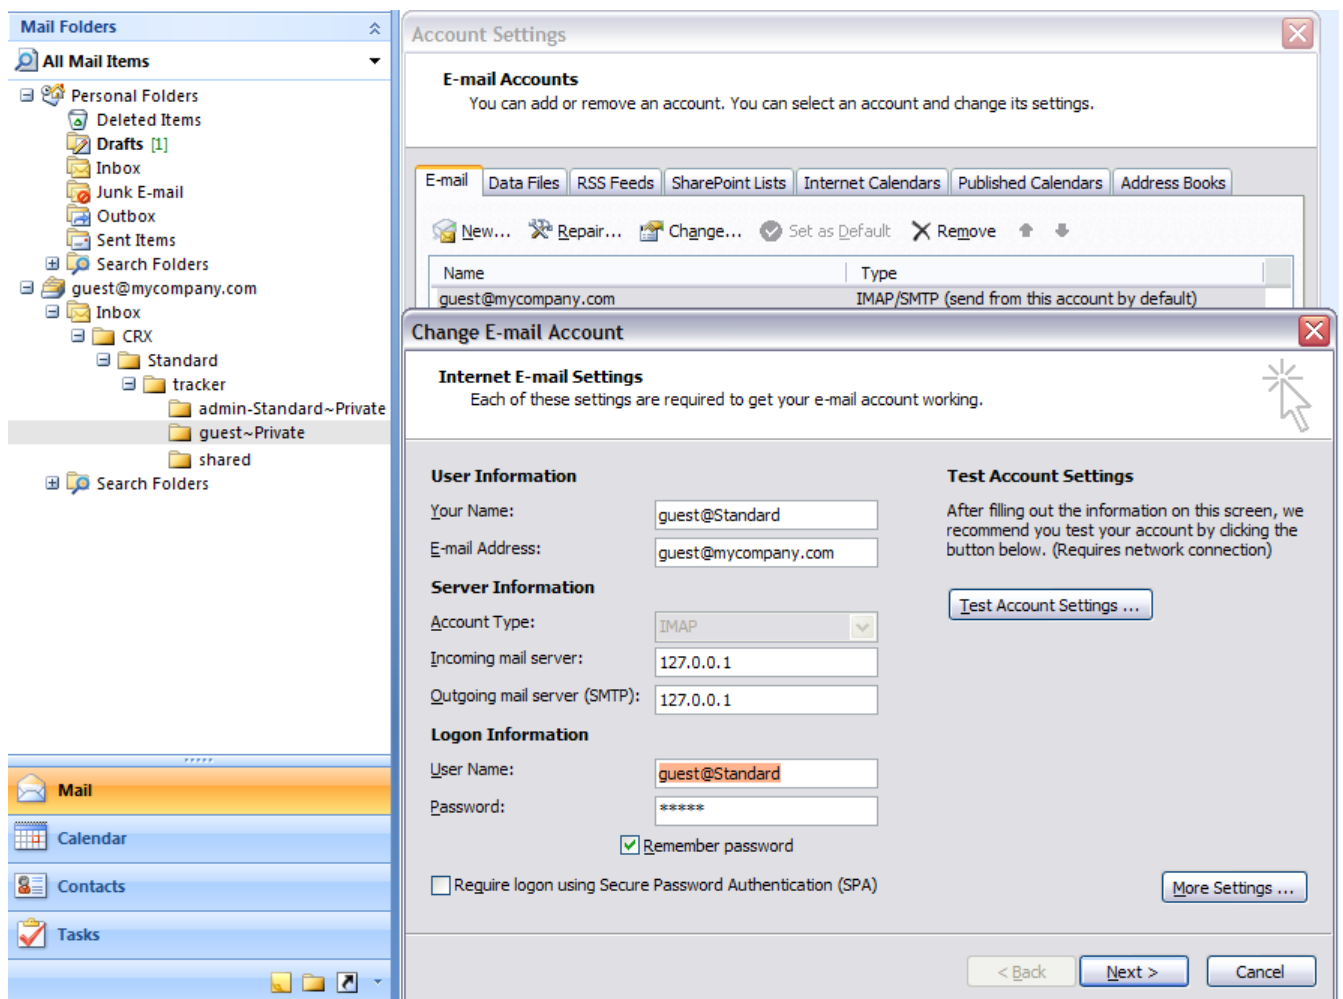 Mail Folders
All Mail Items
Personal Folders
Deleted Items
Drafts [1]
Inbox
Junk E-mail
Outbox
Sent Items
Search Folders
guest@mycompany.com
Inbox
CRX
Standard
tracker
admin-Standard~Private
guest~Private
shared
Search Folders
Mail
Calendar
Contacts
Tasks
Account Settings
E-mail Accounts
You can add or remove an account. You can select an account and change its settings.
E-mail Data Files RSS Feeds SharePoint Lists Internet Calendars Published Calendars Address Books
New... Repair... Change... Set as Default Remove
Name Type
guest@mycompany.com IMAP/SMTP (send from this account by default)
Change E-mail Account
Internet E-mail Settings
Each of these settings are required to get your e-mail account working.
User Information
Your Name: guest@Standard
E-mail Address: guest@mycompany.com
Server Information
Account Type: IMAP
Incoming mail server: 127.0.0.1
Outgoing mail server (SMTP): 127.0.0.1
Logon Information
User Name: guest@Standard
Password: *****
Remember password
Require logon using Secure Password Authentication (SPA)
Test Account Settings
After filling out the information on this screen, we
recommend you test your account by clicking the
button below. (Requires network connection)
Test Account Settings ...
More Settings ...
< Back Next > Cancel